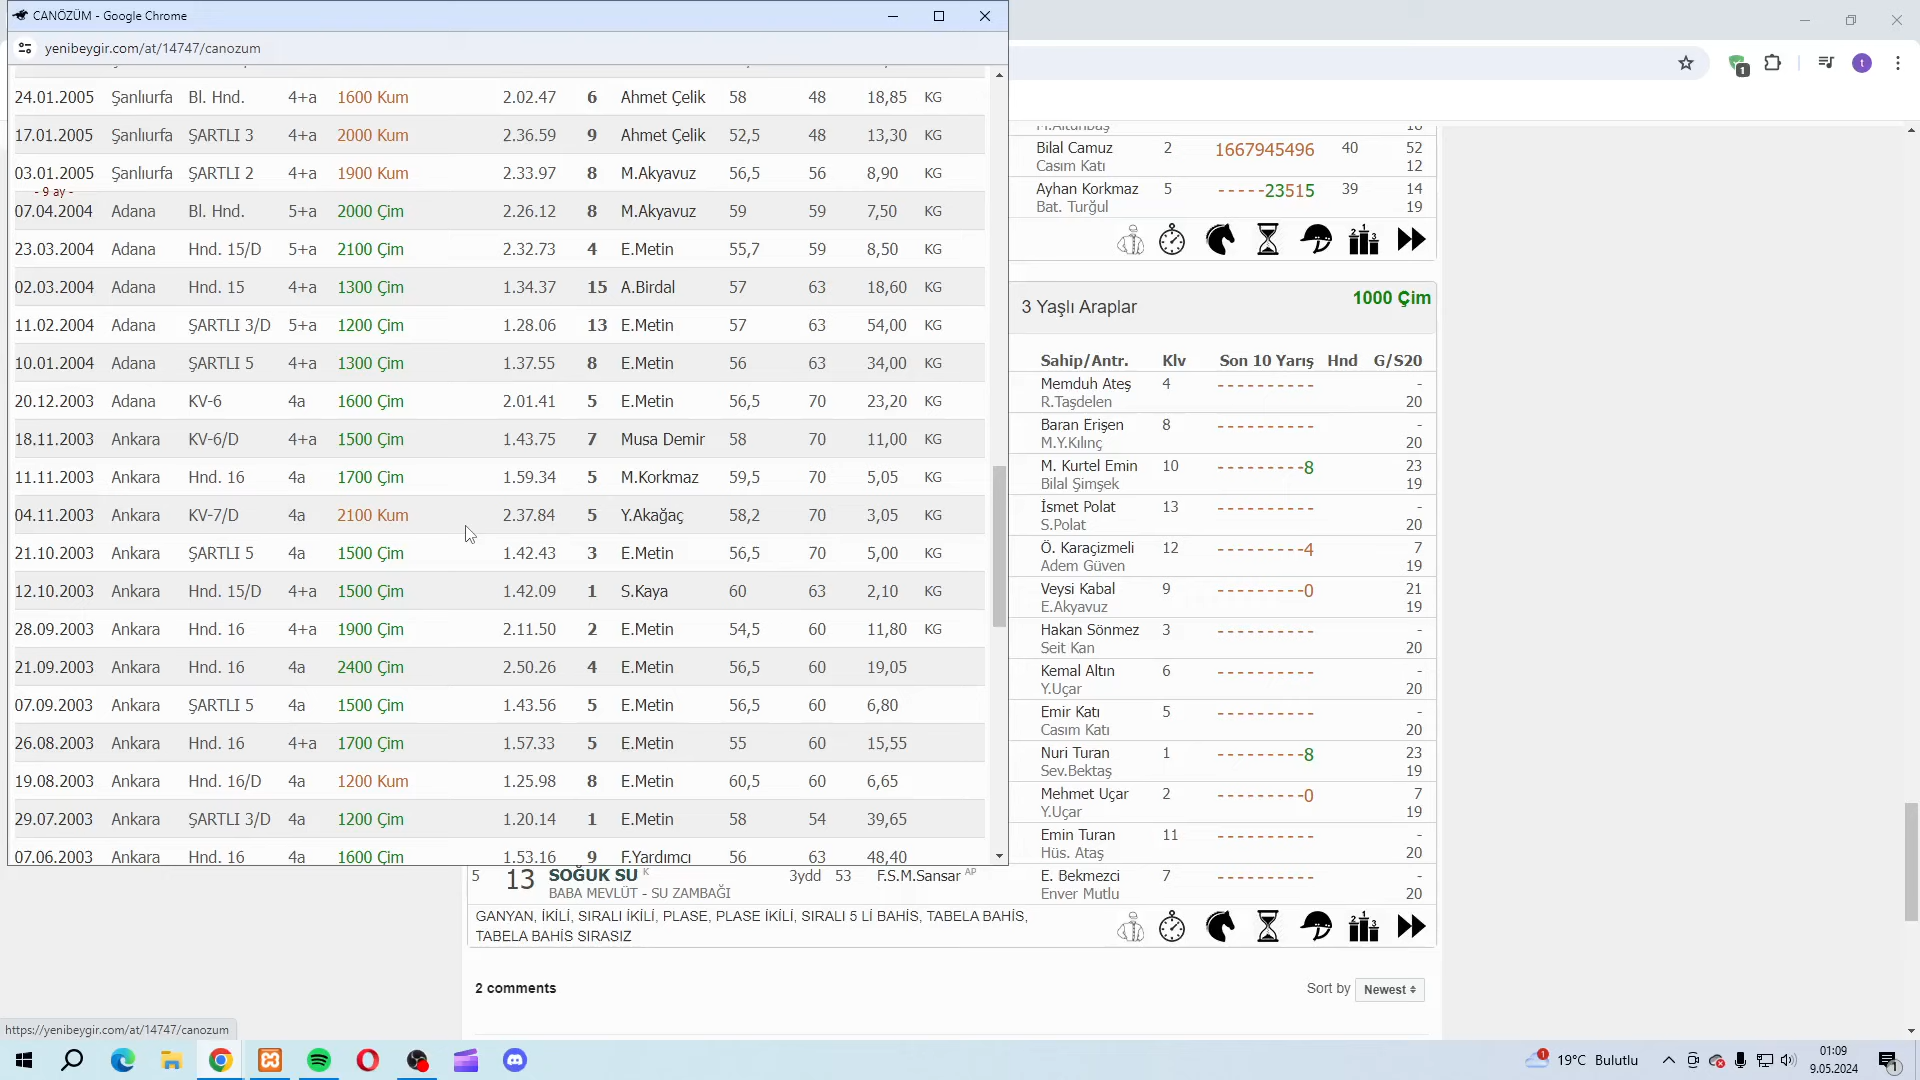 CANÖZÜM - Google Chrome
yenibeygir.com/at/14747/canozum
24.01.2005 Şanlıurfa Bl. Hnd. 4+a 1600 Kum 2.02.47 6 Ahmet Çelik 58 48 18,85 KG
17.01.2005 Şanlıurfa ŞARTLI 3 4+a 2000 Kum 2.36.59 9 Ahmet Çelik 52,5 48 13,30 KG
03.01.2005 Şanlıurfa ŞARTLI 2 4+a 1900 Kum 2.33.97 8 M.Akyavuz 56,5 56 8,90 KG
- 9 ay -
07.04.2004 Adana Bl. Hnd. 5+a 2000 Çim 2.26.12 8 M.Akyavuz 59 59 7,50 KG
23.03.2004 Adana Hnd. 15/D 5+a 2100 Çim 2.32.73 4 E.Metin 55,7 59 8,50 KG
02.03.2004 Adana Hnd. 15 4+a 1300 Çim 1.34.37 15 A.Birdal 57 63 18,60 KG
11.02.2004 Adana ŞARTLI 3/D 5+a 1200 Çim 1.28.06 13 E.Metin 57 63 54,00 KG
10.01.2004 Adana ŞARTLI 5 4+a 1300 Çim 1.37.55 8 E.Metin 56 63 34,00 KG
20.12.2003 Adana KV-6 4a 1600 Çim 2.01.41 5 E.Metin 56,5 70 23,20 KG
18.11.2003 Ankara KV-6/D 4+a 1500 Çim 1.43.75 7 Musa Demir 58 70 11,00 KG
11.11.2003 Ankara Hnd. 16 4a 1700 Çim 1.59.34 5 M.Korkmaz 59,5 70 5,05 KG
04.11.2003 Ankara KV-7/D 4a 2100 Kum 2.37.84 5 Y.Akağaç 58,2 70 3,05 KG
21.10.2003 Ankara ŞARTLI 5 4a 1500 Çim 1.42.43 3 E.Metin 56,5 70 5,00 KG
12.10.2003 Ankara Hnd. 15/D 4+a 1500 Çim 1.42.09 1 S.Kaya 60 63 2,10 KG
28.09.2003 Ankara Hnd. 16 4+a 1900 Çim 2.11.50 2 E.Metin 54,5 60 11,80 KG
21.09.2003 Ankara Hnd. 16 4a 2400 Çim 2.50.26 4 E.Metin 56,5 60 19,05
07.09.2003 Ankara ŞARTLI 5 4a 1500 Çim 1.43.56 5 E.Metin 56,5 60 6,80
26.08.2003 Ankara Hnd. 16 4+a 1700 Çim 1.57.33 5 E.Metin 55 60 15,55
19.08.2003 Ankara Hnd. 16/D 4a 1200 Kum 1.25.98 8 E.Metin 60,5 60 6,65
29.07.2003 Ankara ŞARTLI 3/D 4a 1200 Çim 1.20.14 1 E.Metin 58 54 39,65
07.06.2003 Ankara Hnd. 16 4a 1600 Çim 1.53.16 9 F.Yardımcı 56 63 48,40
1
t
M.Altunbaş 16
Bilal Camuz 2 1667945496 40 52
Casım Katı 12
Ayhan Korkmaz 5 -----23515 39 14
Bat. Turğul 19
3 Yaşlı Araplar 1000 Çim
Sahip/Antr. Klv Son 10 Yarış Hnd G/S20
Memduh Ateş 4 ---------- -
R.Taşdelen 20
Baran Erişen 8 ---------- -
M.Y.Kılınç 20
M. Kurtel Emin 10 ---------8 23
Bilal Şimşek 19
İsmet Polat 13 ---------- -
S.Polat 20
Ö. Karaçizmeli 12 ---------4 7
Adem Güven 19
Veysi Kabal 9 ---------0 21
E.Akyavuz 19
Hakan Sönmez 3 ---------- -
Seit Kan 20
Kemal Altın 6 ---------- -
Y.Uçar 20
Emir Katı 5 ---------- -
Casım Katı 20
Nuri Turan 1 ---------8 23
Sev.Bektaş 19
Mehmet Uçar 2 ---------0 7
Y.Uçar 19
Emin Turan 11 ---------- -
Hüs. Ataş 20
5 13 SOĞUK SU K 3ydd 53 F.S.M.Sansar AP E. Bekmezci 7 ---------- -
BABA MEVLÜT - SU ZAMBAĞI Enver Mutlu 20
GANYAN, İKİLİ, SIRALI İKİLİ, PLASE, PLASE İKİLİ, SIRALI 5 Lİ BAHİS, TABELA BAHİS,
TABELA BAHİS SIRASIZ
2 comments Sort by Newest
https://yenibeygir.com/at/14747/canozum
1 19°C Bulutlu
01:09
9.05.2024
1